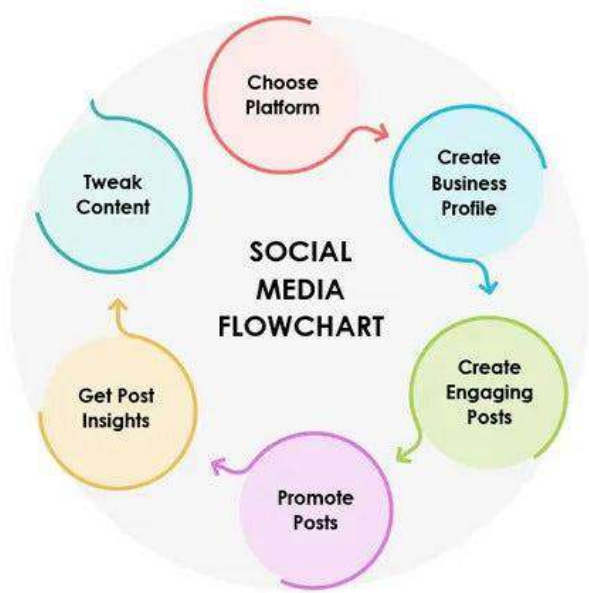 Choose
Platform
Create
Business
Profile
Tweak
Content
SOCIAL
MEDIA
FLOWCHART
Create
Engaging
Posts
Get Post
Insights
Promote
Posts